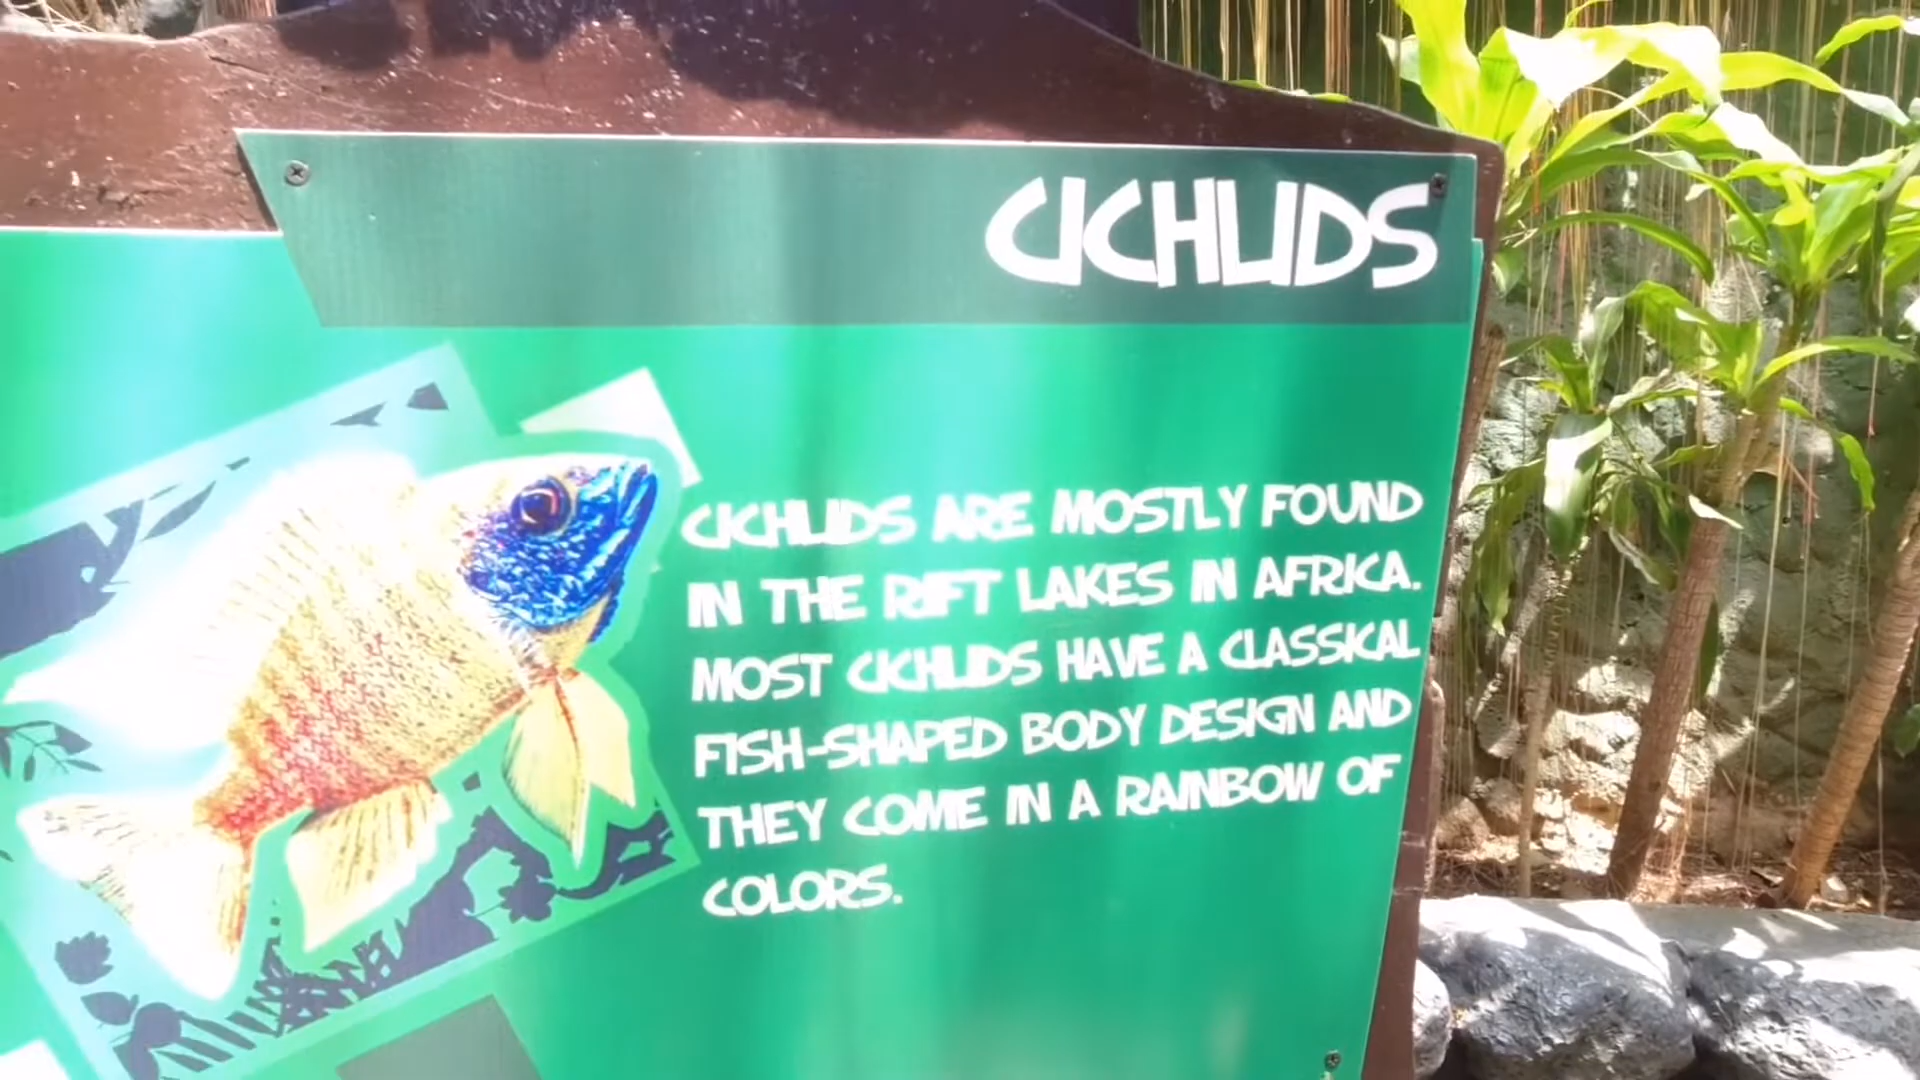 CICHLIDS
CICHLIDS ARE MOSTLY FOUND
IN THE RIFT LAKES IN AFRICA.
MOST CICHLIDS HAVE A CLASSICAL
FISH-SHAPED BODY DESIGN AND
THEY COME IN A RAINBOW OF
COLORS.